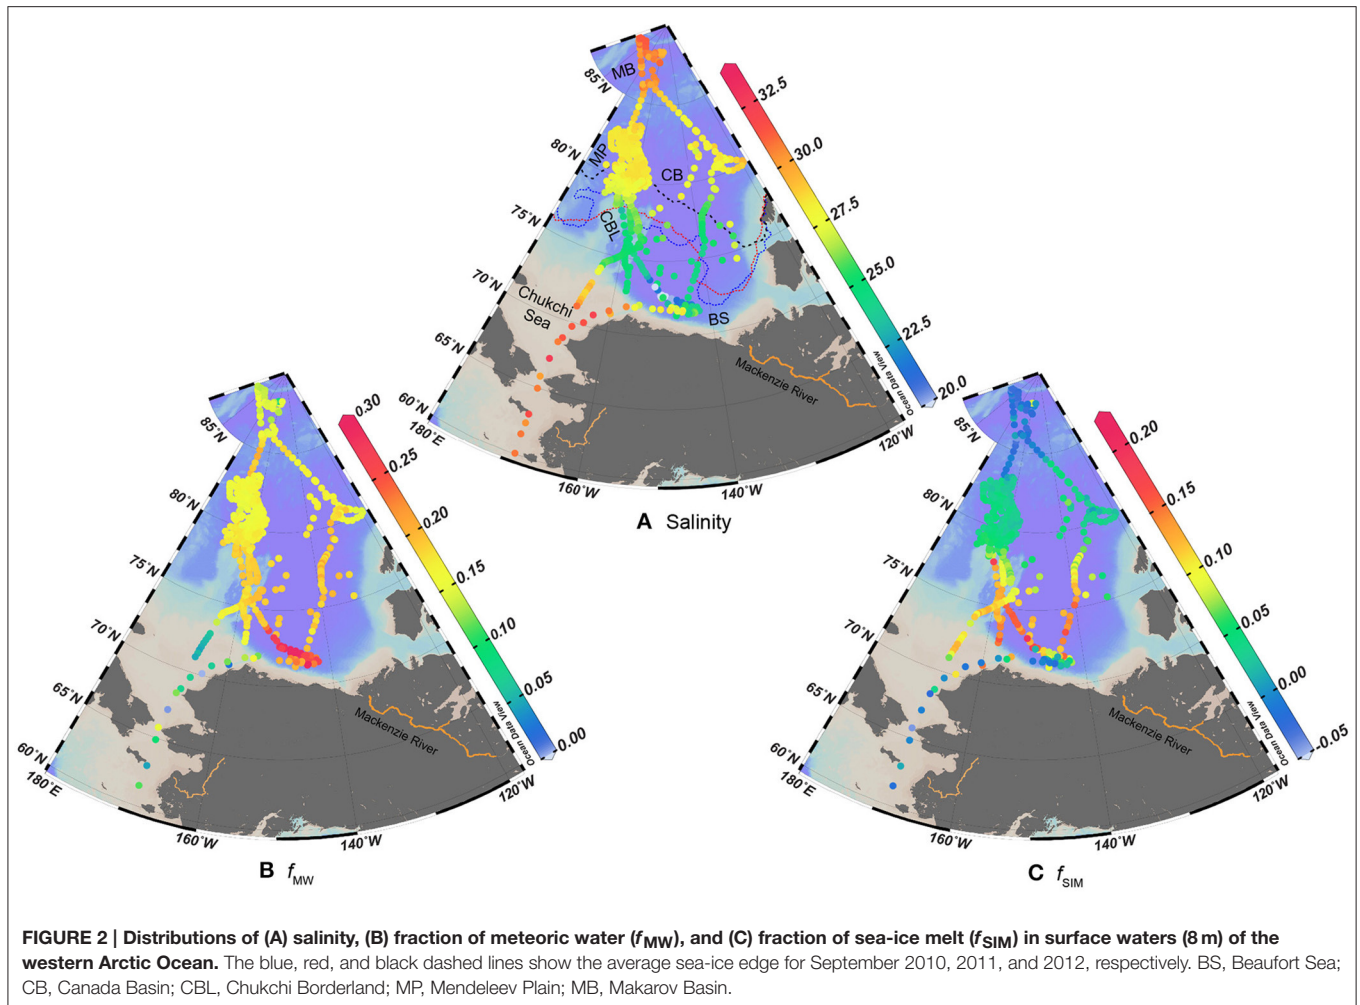 MB
85°N
32.5
80°N
MP
30.0
CB
75°N
CBL
27.5
70°N
Chukchi
Sea
25.0
65°N
BS
22.5
Mackenzie River
Ocean Data View
20.0
60°N
180°E
160°W
140°W
120°W
A Salinity
85°N
0.30
80°N
0.25
75°N
0.20
70°N
0.15
65°N
0.10
0.05
Mackenzie River
Ocean Data View
0.00
60°N
180°E
160°W
140°W
120°W
B fMW
85°N
0.20
80°N
0.15
75°N
0.10
70°N
0.05
65°N
0.00
Mackenzie River
Ocean Data View
-0.05
60°N
180°E
160°W
140°W
120°W
C fSIM
FIGURE 2 | Distributions of (A) salinity, (B) fraction of meteoric water (fMW), and (C) fraction of sea-ice melt (fSIM) in surface waters (8 m) of the
western Arctic Ocean. The blue, red, and black dashed lines show the average sea-ice edge for September 2010, 2011, and 2012, respectively. BS, Beaufort Sea;
CB, Canada Basin; CBL, Chukchi Borderland; MP, Mendeleev Plain; MB, Makarov Basin.